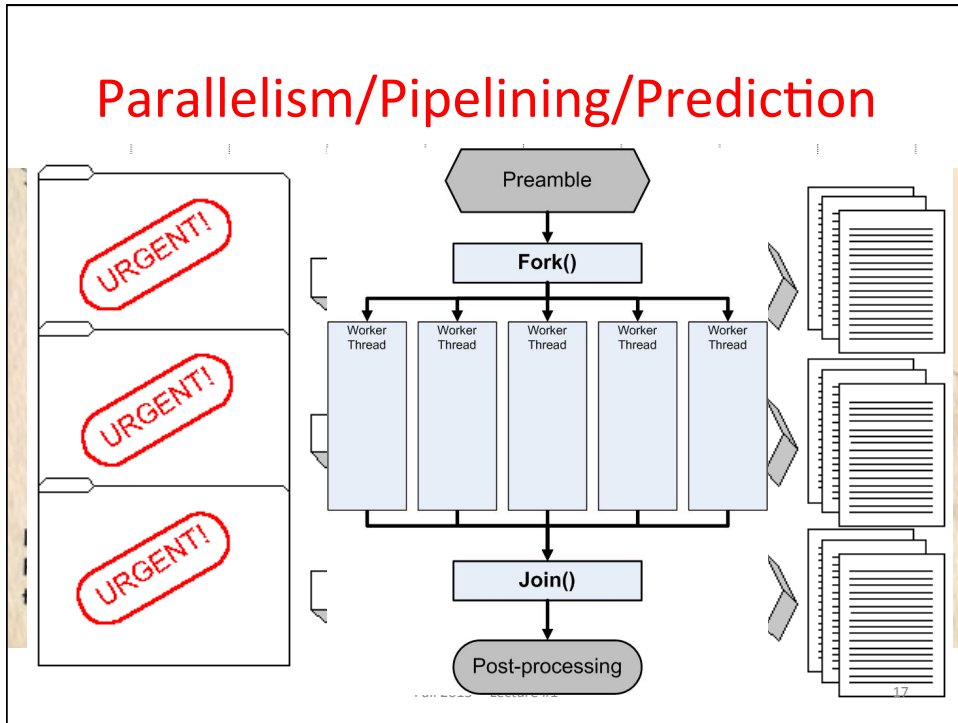 Parallelism/Pipelining/Prediction
URGENT!
URGENT!
URGENT!
Preamble
Fork()
Worker Thread
Worker Thread
Worker Thread
Worker Thread
Worker Thread
Join()
Post-processing
17